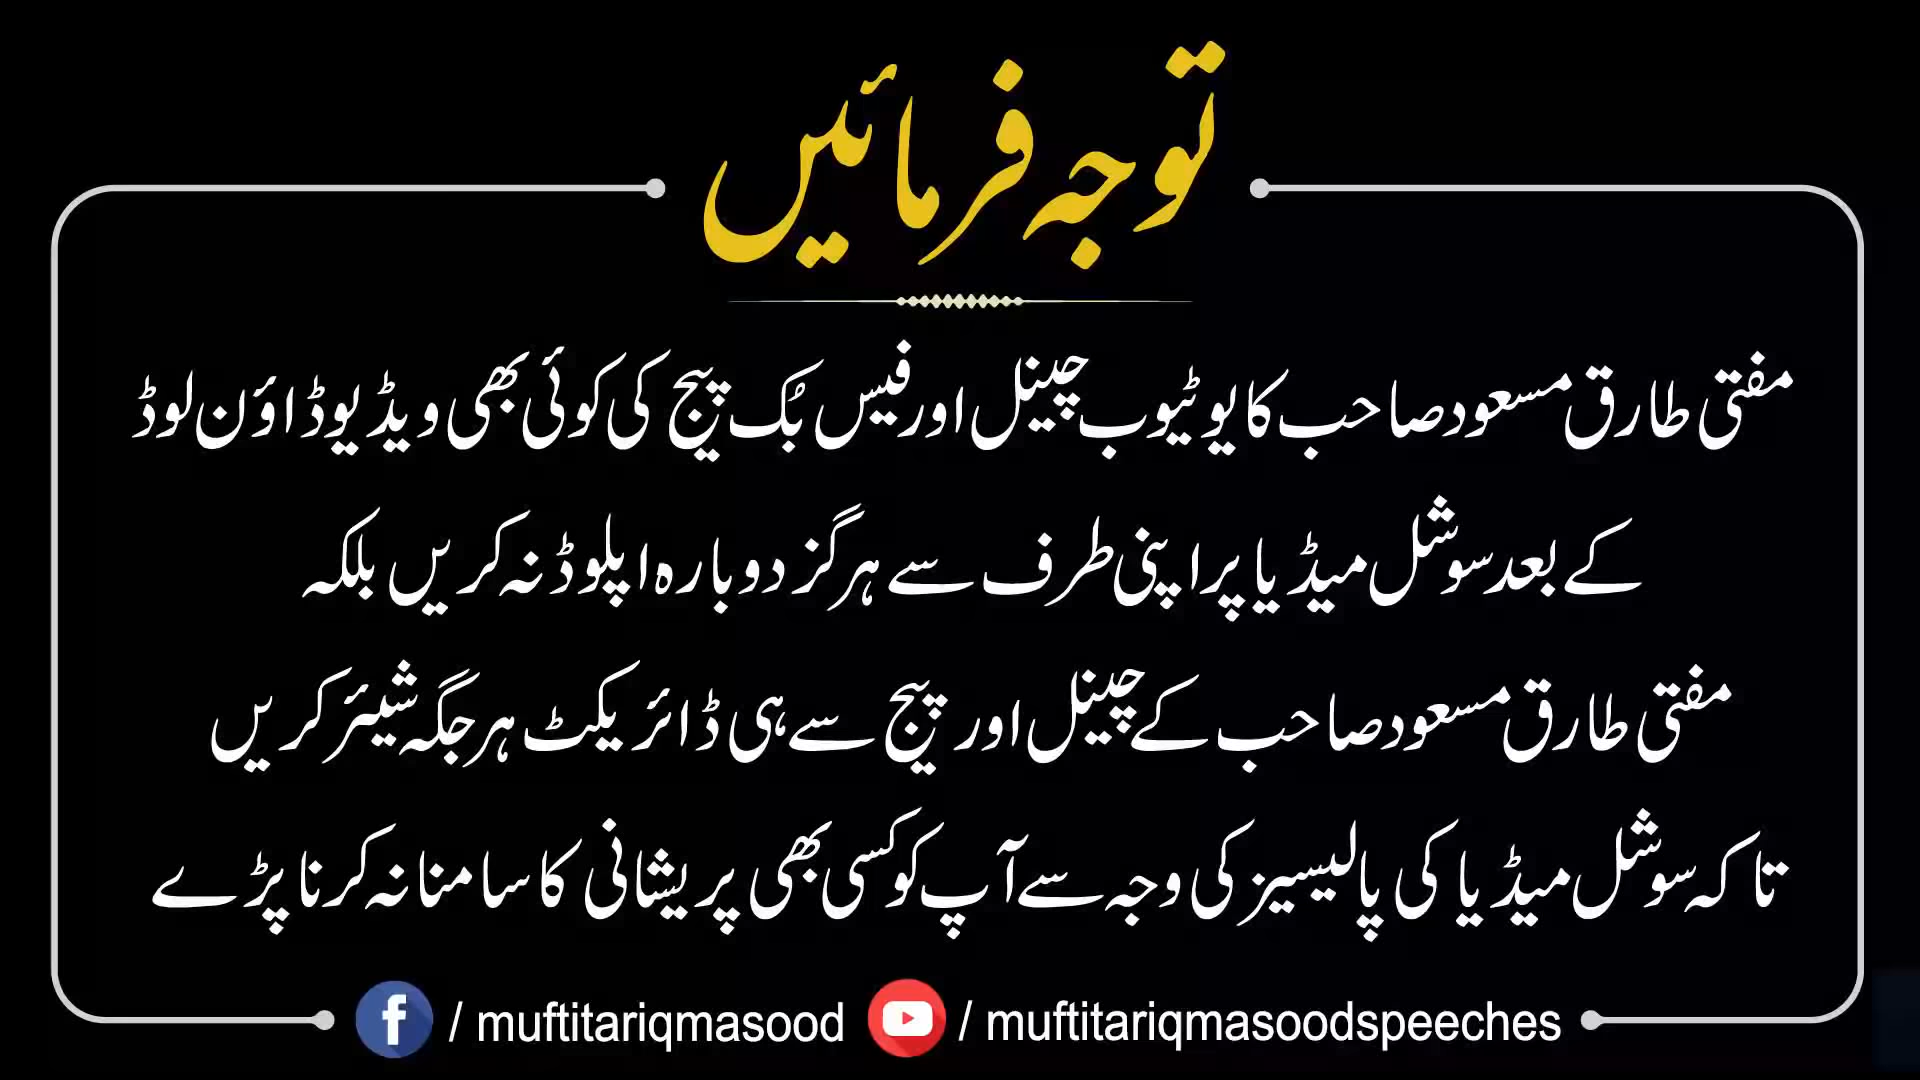 توجہ فرمائیں
مفتی طارق مسعود صاحب کا یوٹیوب چینل اور فیس بُک پیج کی کوئی بھی ویڈیو ڈاؤن لوڈ
کے بعد سوشل میڈیا پر اپنی طرف سے ہرگز دوبارہ اپلوڈ نہ کریں بلکہ
مفتی طارق مسعود صاحب کے چینل اور پیج سے ہی ڈائریکٹ ہر جگہ شیئر کریں
تاکہ سوشل میڈیا کی پالیسیز کی وجہ سے آپ کو کسی بھی پریشانی کا سامنا نہ کرنا پڑے
/ muftitariqmasood / muftitariqmasoodspeeches